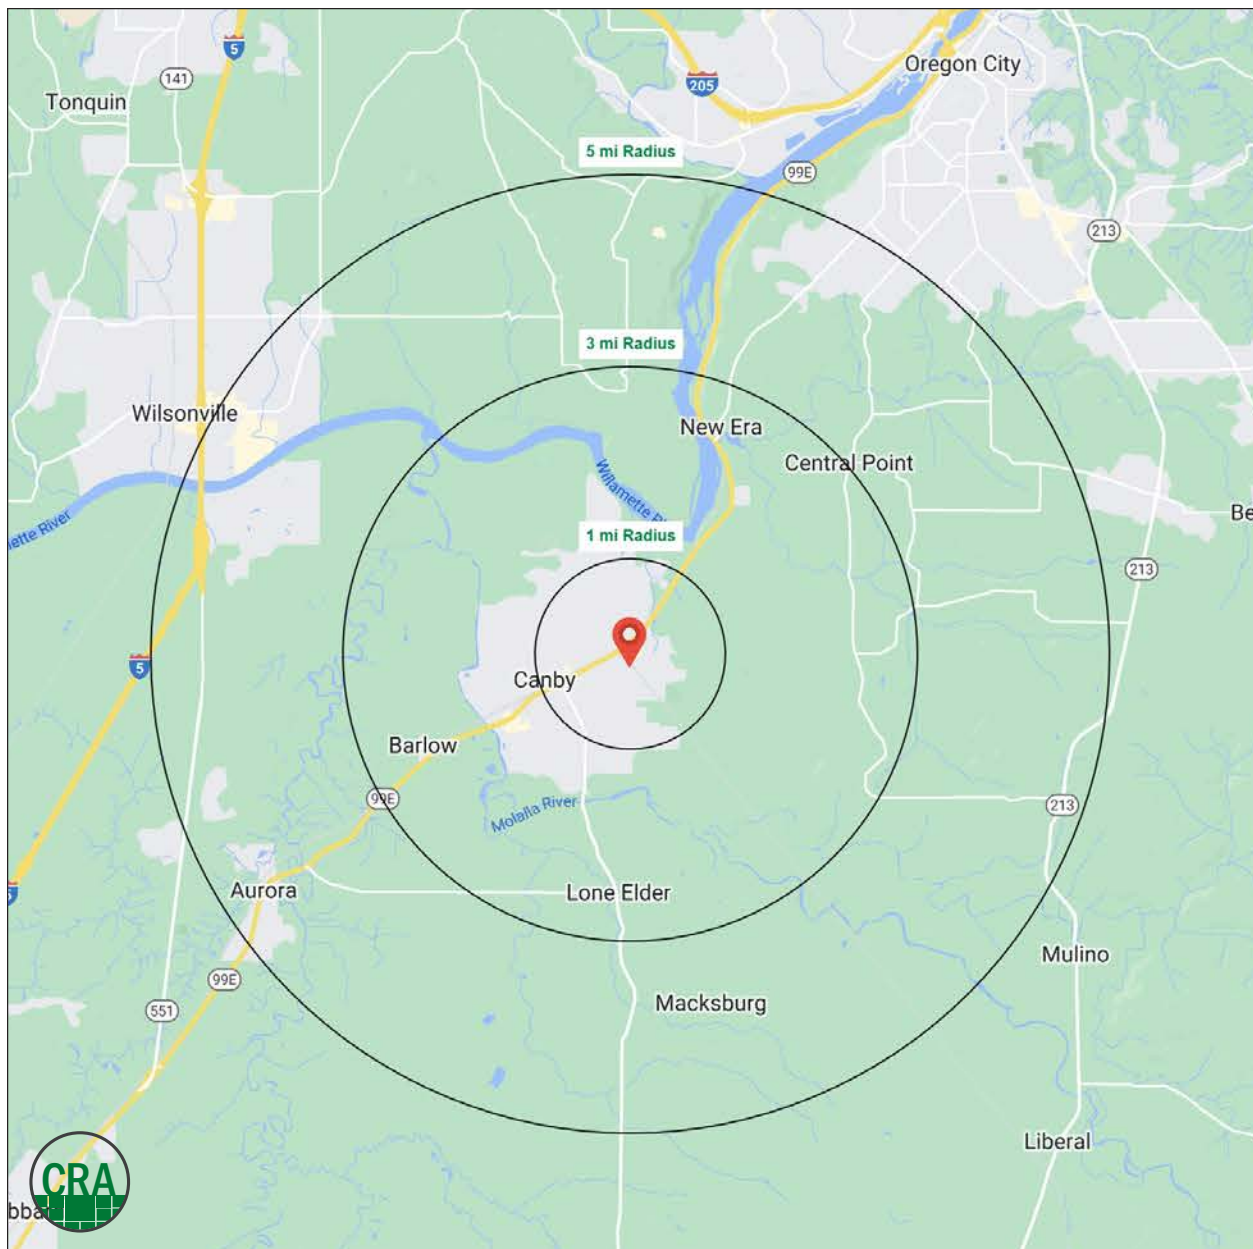 5
205
Oregon City
141
Tonquin
5 mi Radius
99E
213
3 mi Radius
Wilsonville
New Era
Central Point
Willamette
ette River
1 mi Radius
213
5
Canby
Barlow
99E
213
Molalla River
Aurora
Lone Elder
Mulino
99E
Macksburg
551
Liberal
CRA